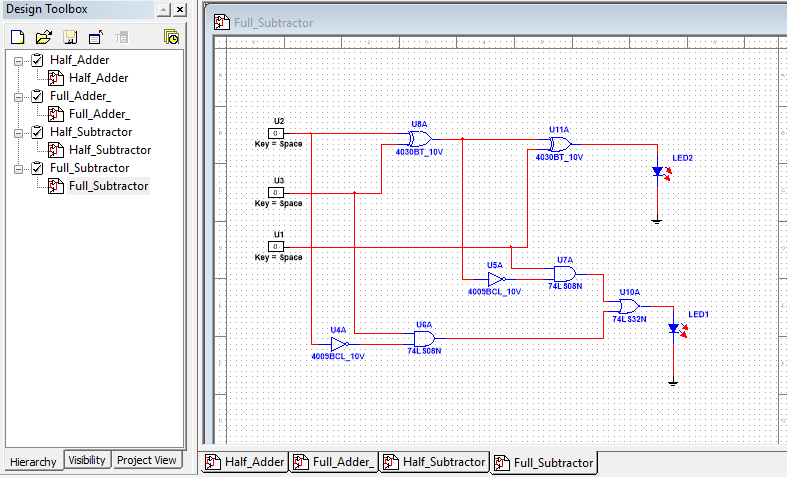 Design Toolbox
Half_Adder
Half_Adder
Full_Adder_
Full_Adder_
Half_Subtractor
Half_Subtractor
Full_Subtractor
Full_Subtractor
Hierarchy
Visibility
Project View
Full_Subtractor
U2
0
Key = Space
U3
0
Key = Space
U1
0
Key = Space
U8A
4030BT_10V
U11A
4030BT_10V
LED2
U5A
4009BCL_10V
U7A
74LS08N
U10A
74LS32N
LED1
U4A
4009BCL_10V
U6A
74LS08N
Half_Adder
Full_Adder_
Half_Subtractor
Full_Subtractor